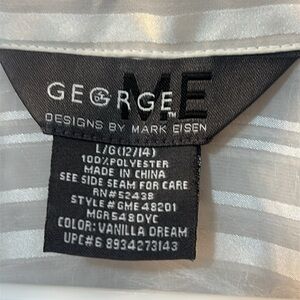 GEORGE ME™
DESIGNS BY MARK EISEN
L/G(12/14)
100%POLYESTER
MADE IN CHINA
SEE SIDE SEAM FOR CARE
RN#52438
STYLE#GME48201
MGR548DYC
COLOR:VANILLA DREAM
UPC#6 8934273143